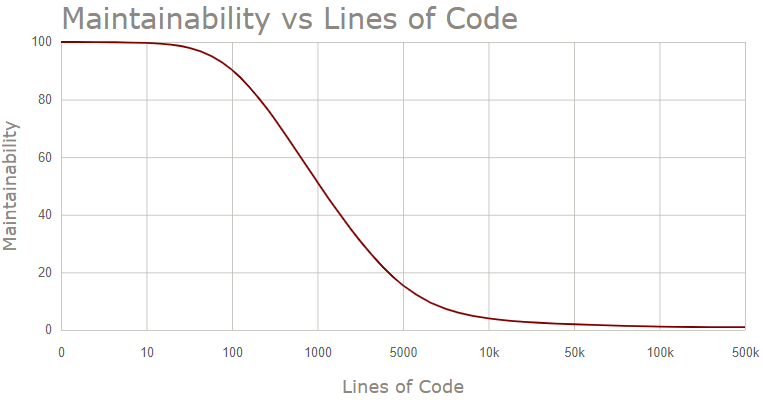 Maintainability vs Lines of Code
Maintainability
100
80
60
40
20
0
0 10 100 1000 5000 10k 50k 100k 500k
Lines of Code